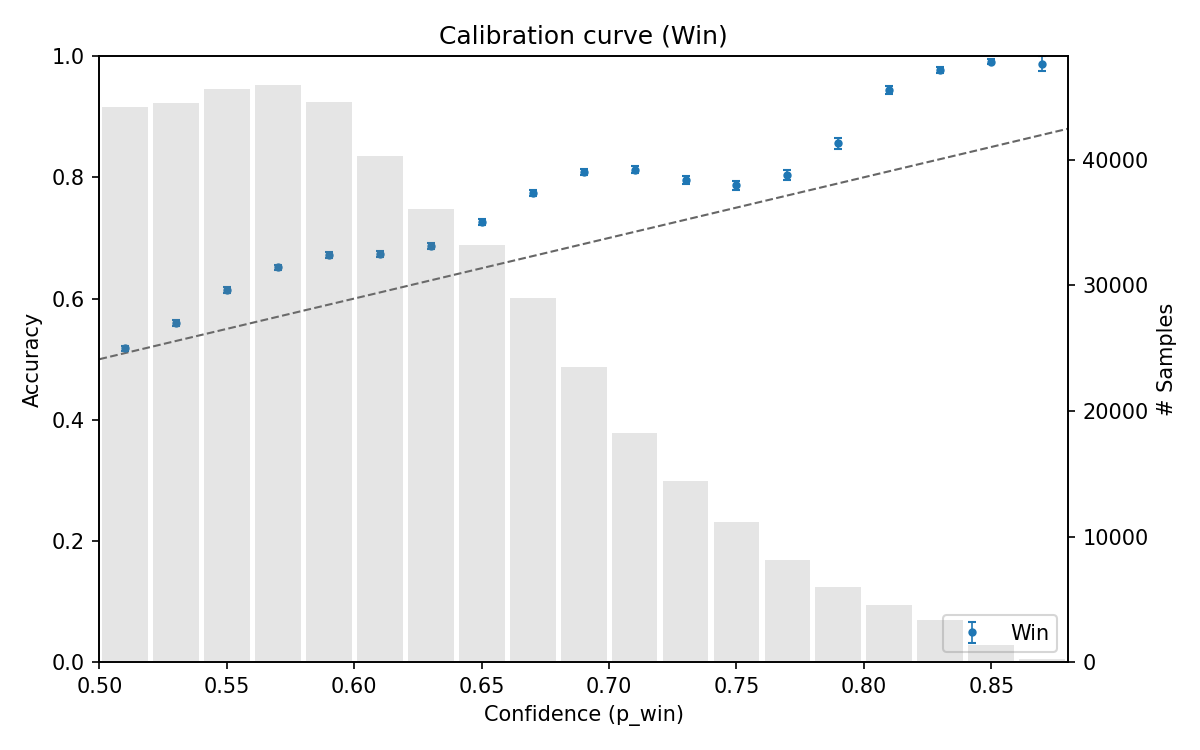 Calibration curve (Win)
1.0
0.8
0.6
0.4
0.2
0.0
Accuracy
40000
30000
20000
10000
0
# Samples
Win
0.50 0.55 0.60 0.65 0.70 0.75 0.80 0.85
Confidence (p_win)